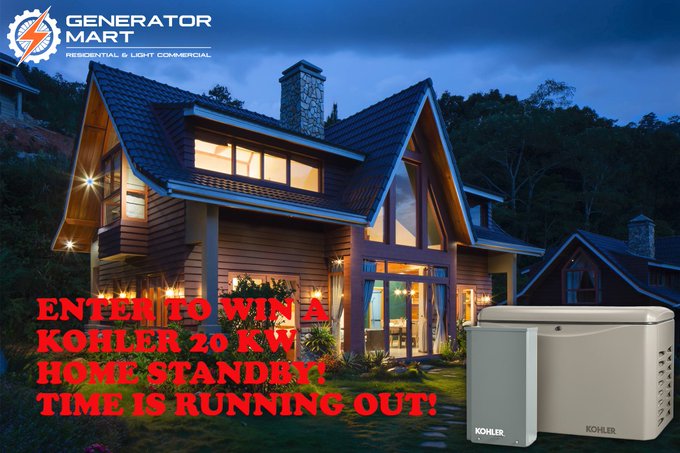 GENERATOR
MART
RESIDENTIAL & LIGHT COMMERCIAL
ENTER TO WIN A
KOHLER 20 KW
HOME STANDBY!
TIME IS RUNNING OUT!
KOHLER.
KOHLER